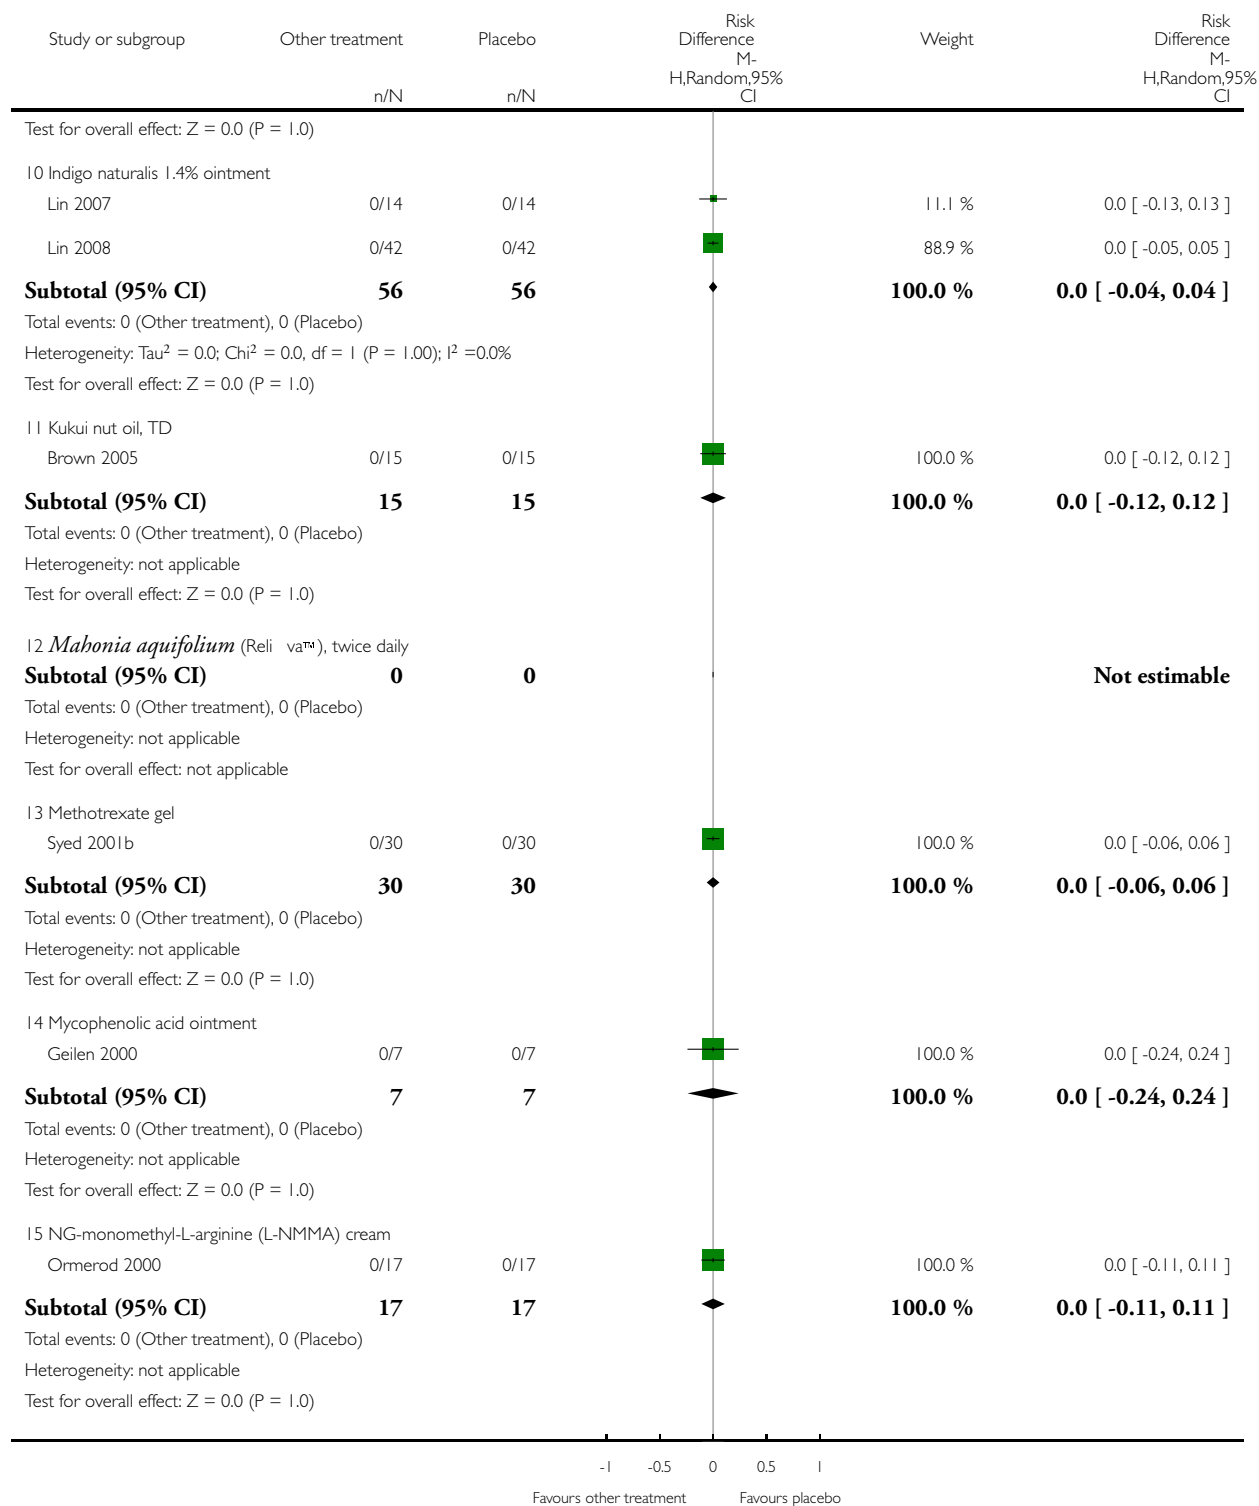 Study or subgroup Other treatment Placebo Risk Difference Weight Risk Difference
M-H,Random,95% CI M-H,Random,95% CI
n/N n/N
Test for overall effect: Z = 0.0 (P = 1.0)
10 Indigo naturalis 1.4% ointment
Lin 2007 0/14 0/14 11.1 % 0.0 [ -0.13, 0.13 ]
Lin 2008 0/42 0/42 88.9 % 0.0 [ -0.05, 0.05 ]
Subtotal (95% CI) 56 56 100.0 % 0.0 [ -0.04, 0.04 ]
Total events: 0 (Other treatment), 0 (Placebo)
Heterogeneity: Tau² = 0.0; Chi² = 0.0, df = 1 (P = 1.00); I² =0.0%
Test for overall effect: Z = 0.0 (P = 1.0)
11 Kukui nut oil, TD
Brown 2005 0/15 0/15 100.0 % 0.0 [ -0.12, 0.12 ]
Subtotal (95% CI) 15 15 100.0 % 0.0 [ -0.12, 0.12 ]
Total events: 0 (Other treatment), 0 (Placebo)
Heterogeneity: not applicable
Test for overall effect: Z = 0.0 (P = 1.0)
12 Mahonia aquifolium (Reli va™), twice daily
Subtotal (95% CI) 0 0 Not estimable
Total events: 0 (Other treatment), 0 (Placebo)
Heterogeneity: not applicable
Test for overall effect: not applicable
13 Methotrexate gel
Syed 2001b 0/30 0/30 100.0 % 0.0 [ -0.06, 0.06 ]
Subtotal (95% CI) 30 30 100.0 % 0.0 [ -0.06, 0.06 ]
Total events: 0 (Other treatment), 0 (Placebo)
Heterogeneity: not applicable
Test for overall effect: Z = 0.0 (P = 1.0)
14 Mycophenolic acid ointment
Geilen 2000 0/7 0/7 100.0 % 0.0 [ -0.24, 0.24 ]
Subtotal (95% CI) 7 7 100.0 % 0.0 [ -0.24, 0.24 ]
Total events: 0 (Other treatment), 0 (Placebo)
Heterogeneity: not applicable
Test for overall effect: Z = 0.0 (P = 1.0)
15 NG-monomethyl-L-arginine (L-NMMA) cream
Ormerod 2000 0/17 0/17 100.0 % 0.0 [ -0.11, 0.11 ]
Subtotal (95% CI) 17 17 100.0 % 0.0 [ -0.11, 0.11 ]
Total events: 0 (Other treatment), 0 (Placebo)
Heterogeneity: not applicable
Test for overall effect: Z = 0.0 (P = 1.0)
-1 -0.5 0 0.5 1
Favours other treatment Favours placebo